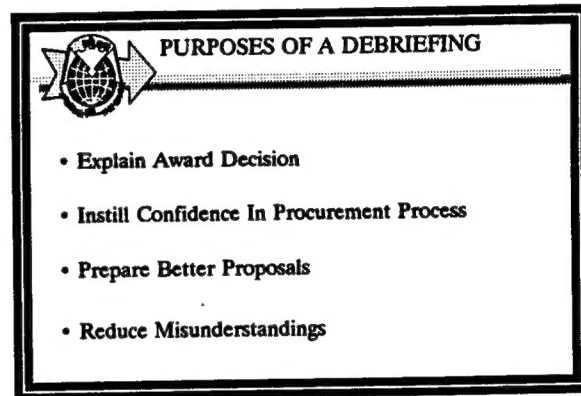 PURPOSES OF A DEBRIEFING
• Explain Award Decision
• Instill Confidence In Procurement Process
• Prepare Better Proposals
• Reduce Misunderstandings